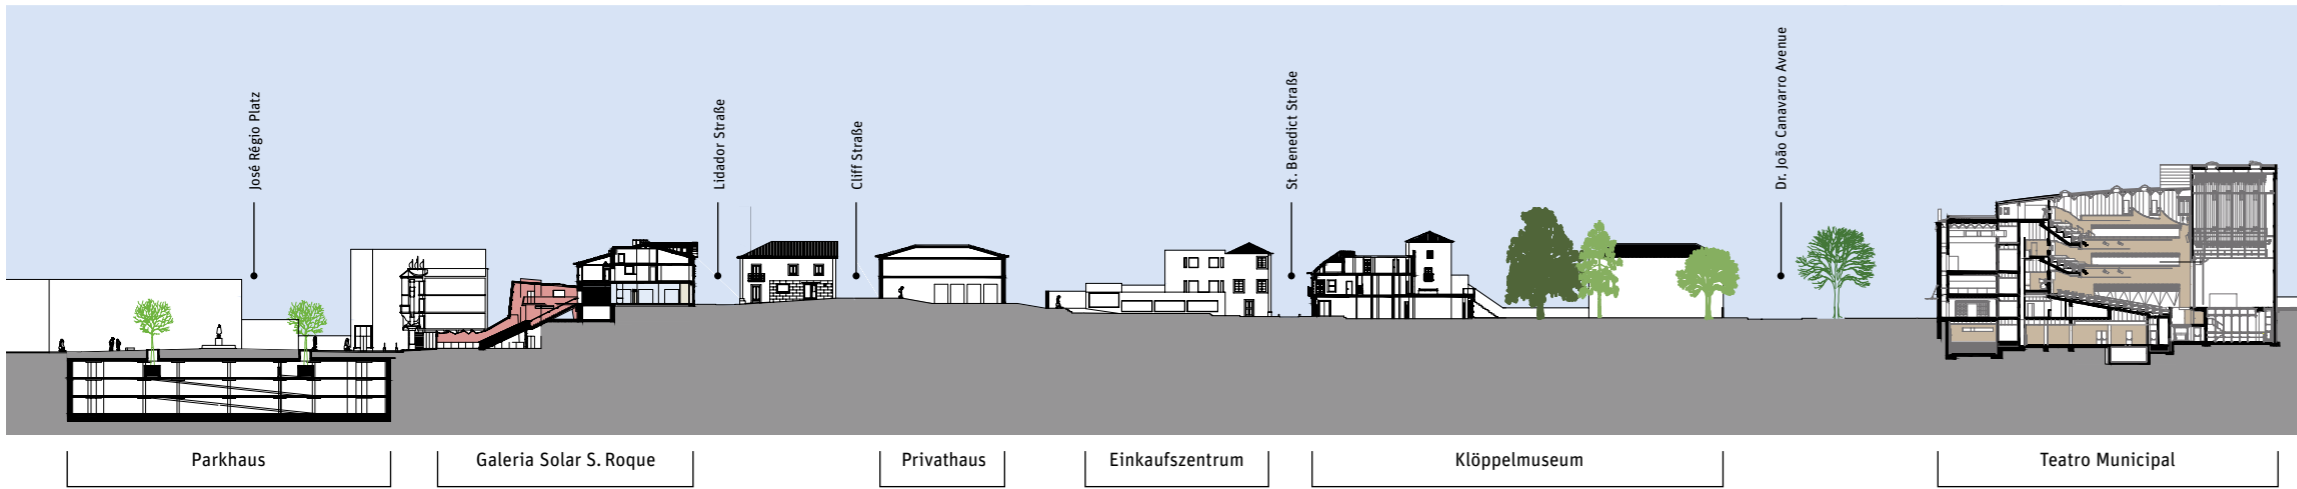 José Régio Platz
Lidador Straße
Cliff Straße
St. Benedict Straße
Dr. João Canavarro Avenue
Parkhaus
Galeria Solar S. Roque
Privathaus
Einkaufszentrum
Klöppelmuseum
Teatro Municipal